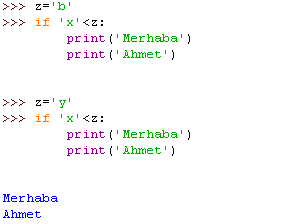 >>> z='b'
>>> if 'x'<z:
        print('Merhaba')
        print('Ahmet')
>>> z='y'
>>> if 'x'<z:
        print('Merhaba')
        print('Ahmet')
Merhaba
Ahmet